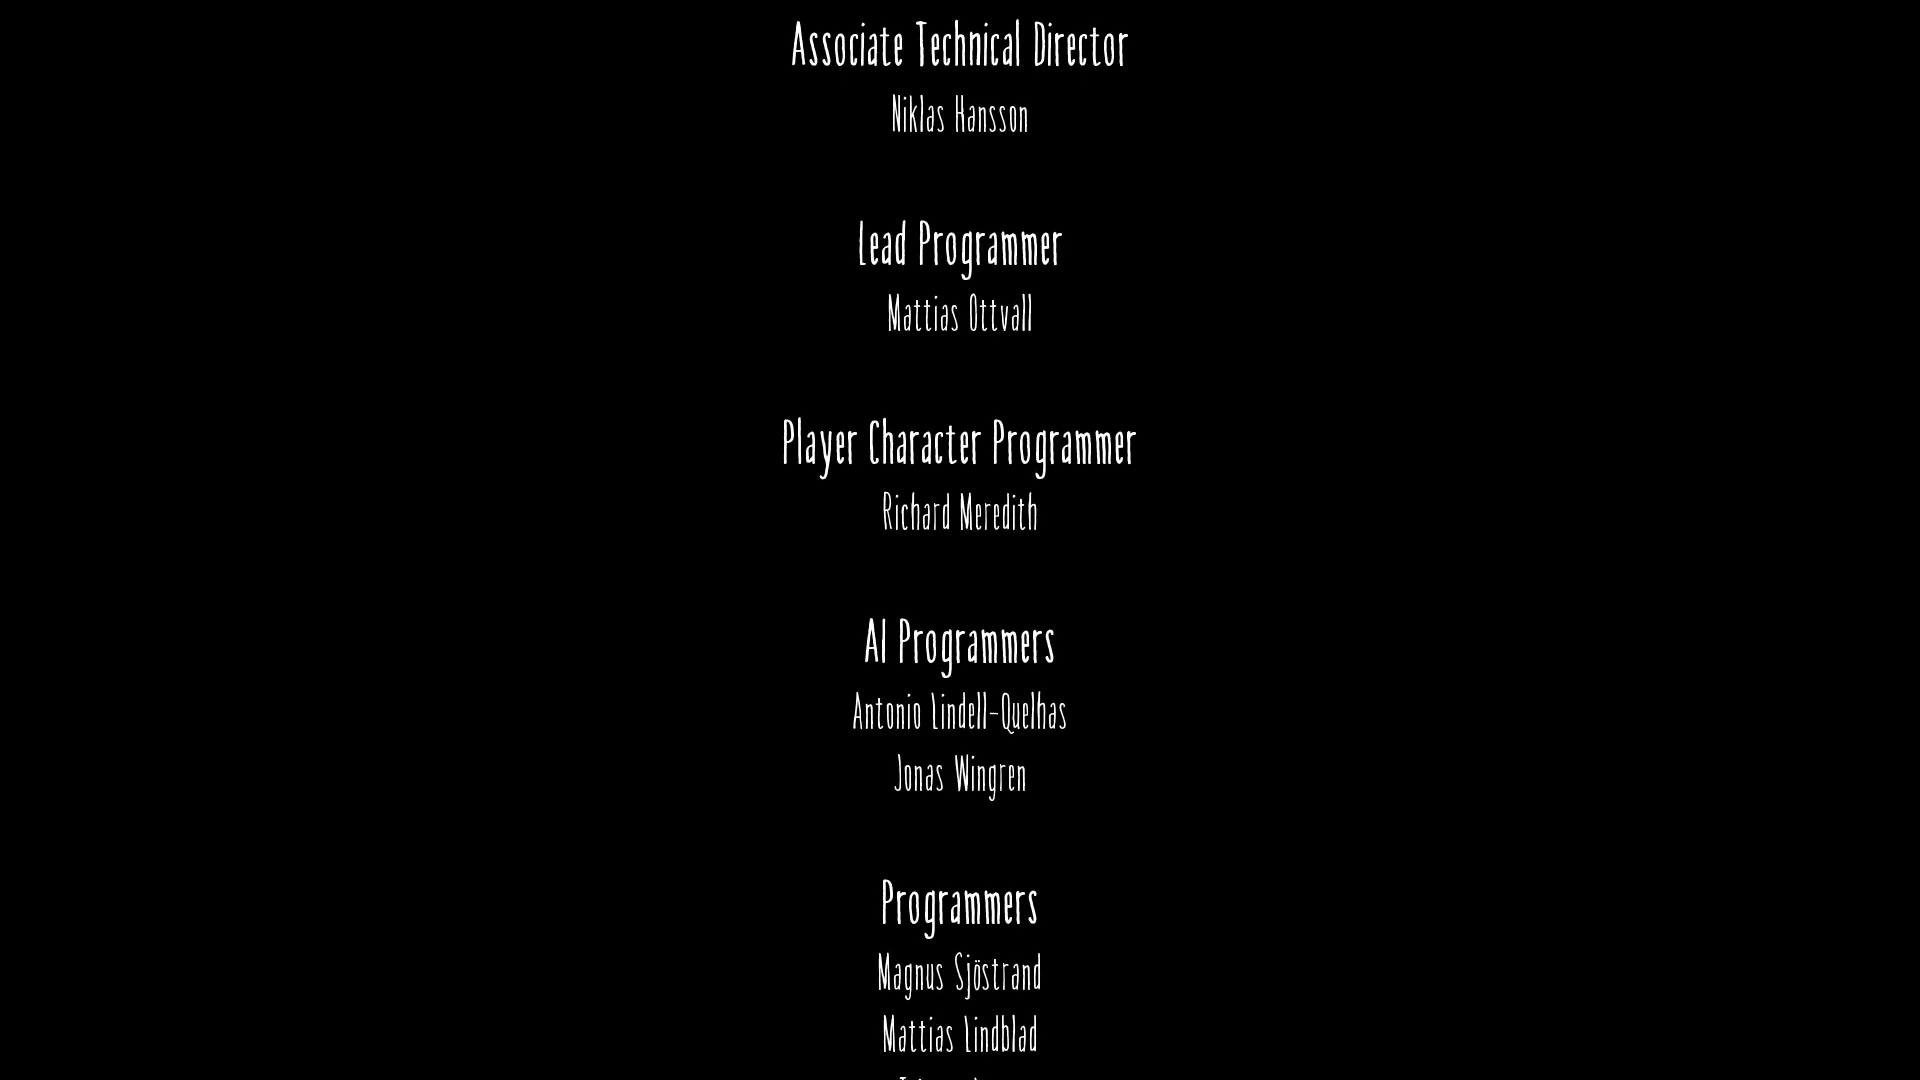 Associate Technical Director
Niklas Hansson
Lead Programmer
Mattias Ottvall
Player Character Programmer
Richard Meredith
AI Programmers
Antonio Lindell-Quelhas
Jonas Wingren
Programmers
Magnus Sjöstrand
Mattias Lindblad